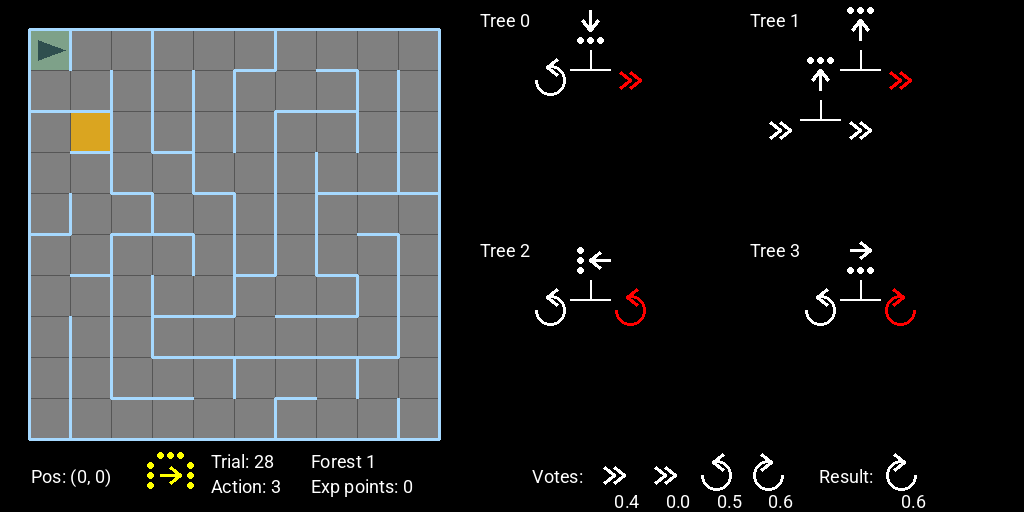 Tree 0
Tree 1
Tree 2
Tree 3
Pos: (0, 0)
Trial: 28
Forest 1
Action: 3
Exp points: 0
Votes:
0.4
0.0
0.5
0.6
Result:
0.6